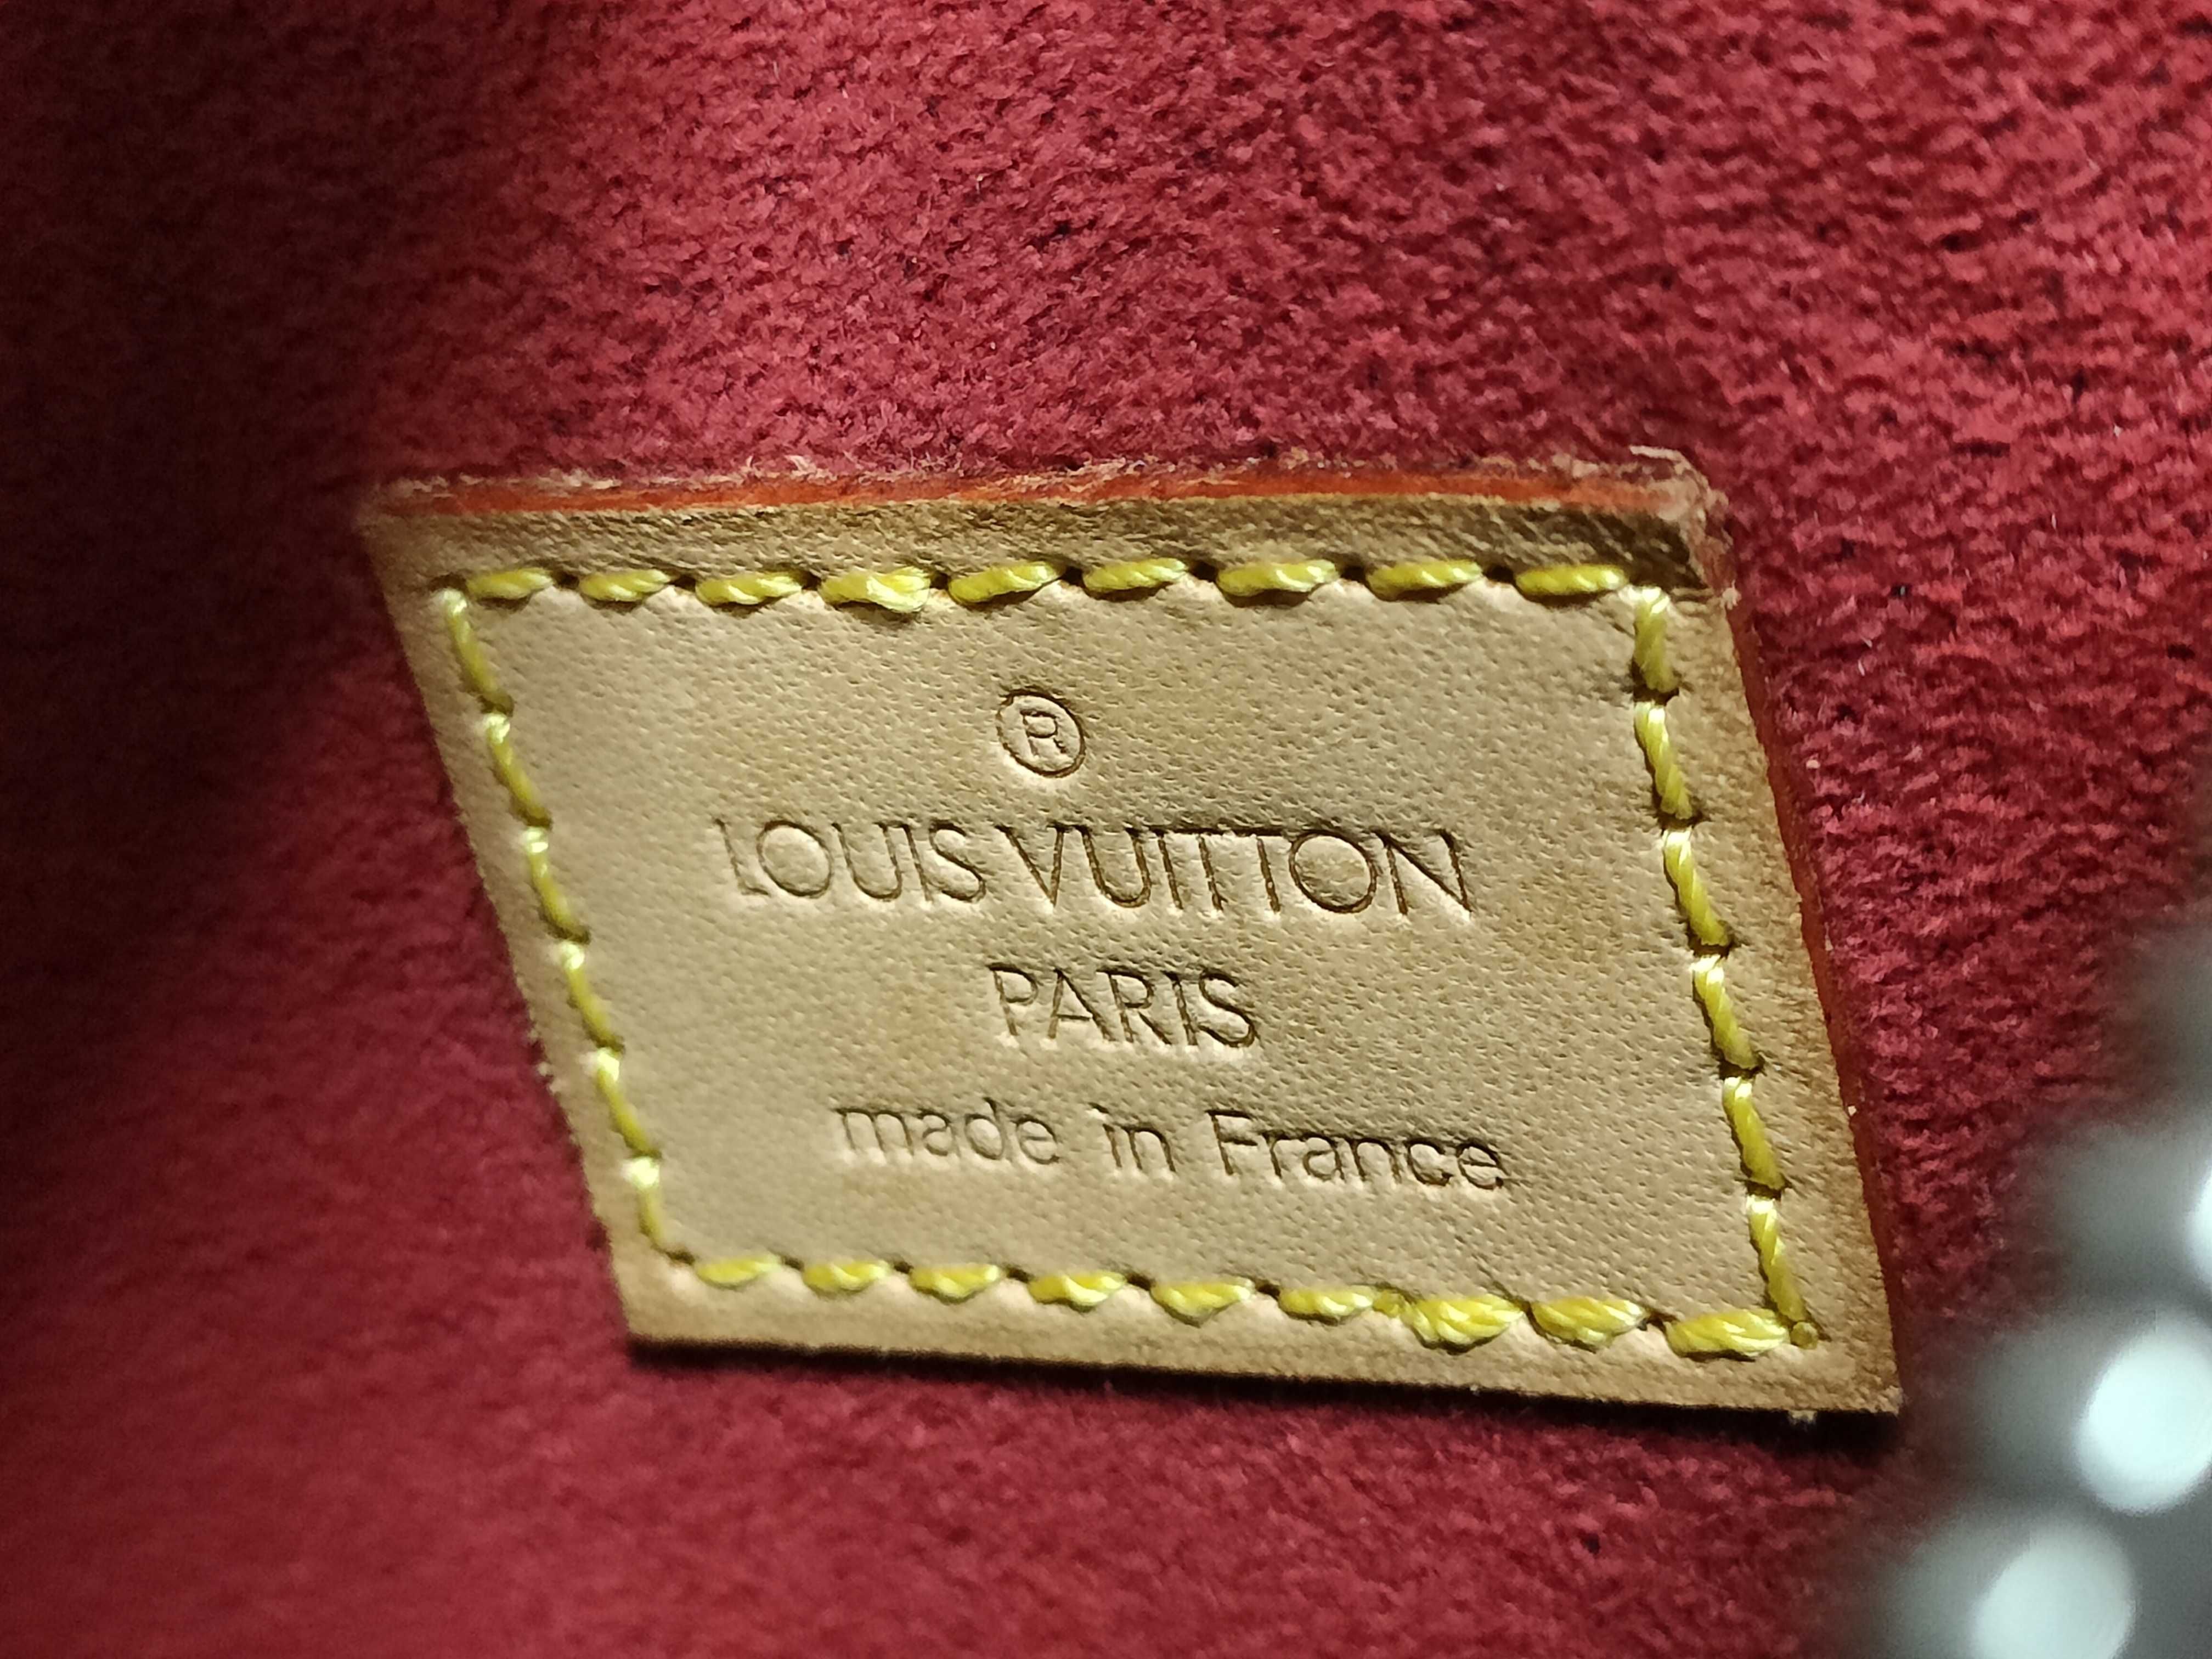 ®
LOUIS VUITTON
PARIS
made in France